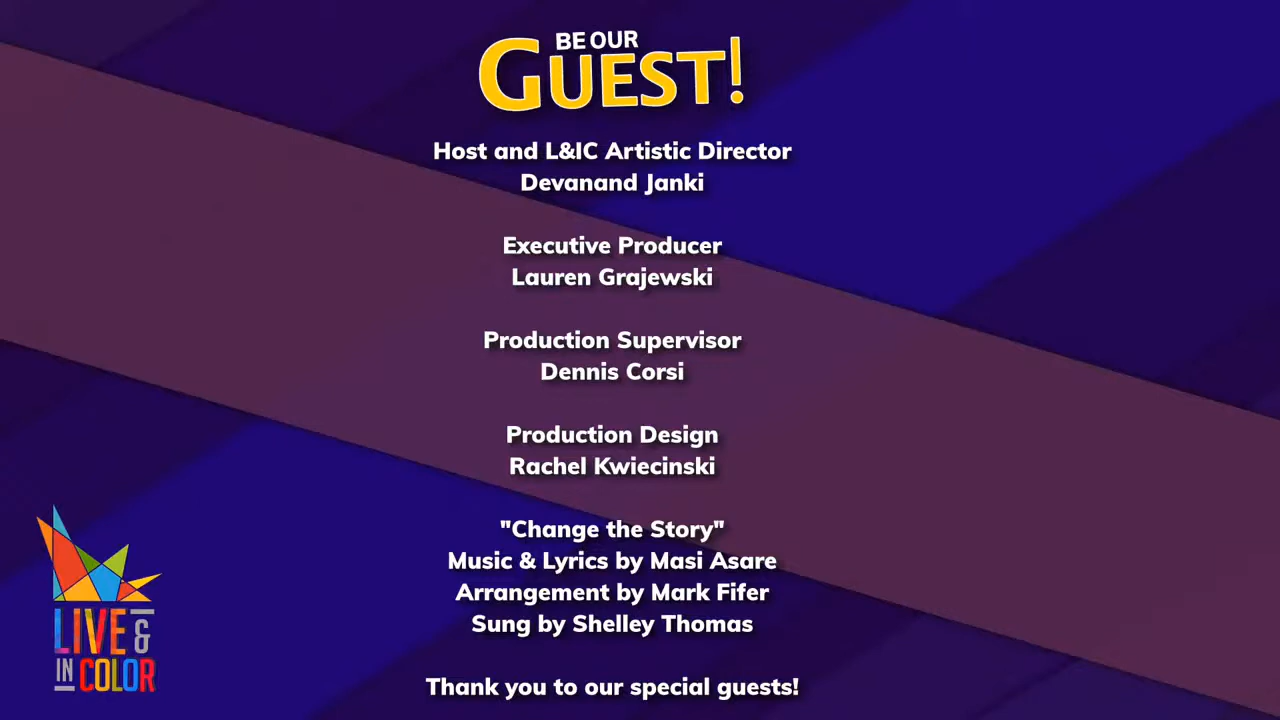 BE OUR
GUEST!
Host and L&IC Artistic Director
Devanand Janki
Executive Producer
Lauren Grajewski
Production Supervisor
Dennis Corsi
Production Design
Rachel Kwiecinski
"Change the Story"
Music & Lyrics by Masi Asare
Arrangement by Mark Fifer
Sung by Shelley Thomas
Thank you to our special guests!
LIVE &
IN COLOR